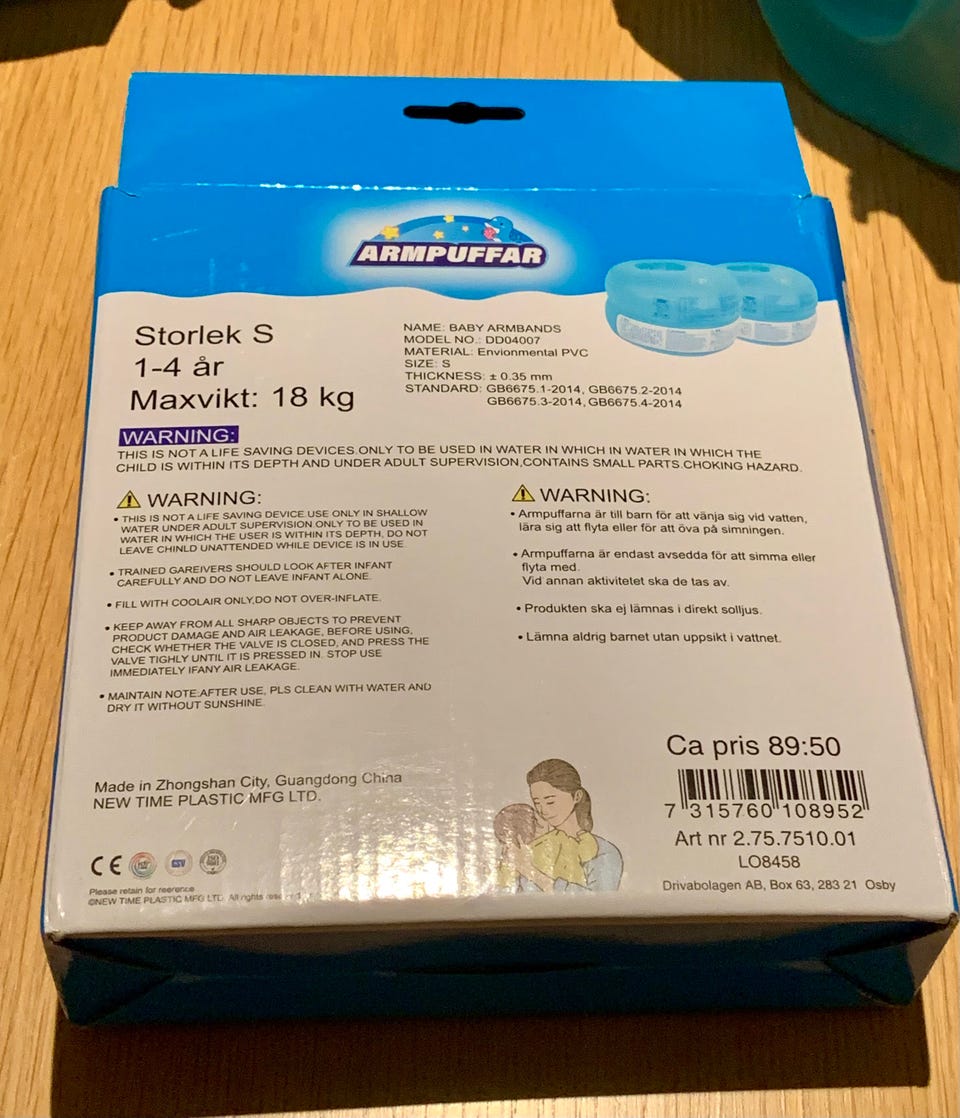 ARMPUFFAR
Storlek S
1-4 år
Maxvikt: 18 kg
NAME: BABY ARMBANDS
MODEL NO.: DD04007
MATERIAL: Envionmental PVC
SIZE: S
THICKNESS: ± 0.35 mm
STANDARD: GB6675.1-2014, GB6675.2-2014
GB6675.3-2014, GB6675.4-2014
WARNING:
THIS IS NOT A LIFE SAVING DEVICES.ONLY TO BE USED IN WATER IN WHICH IN WATER IN WHICH THE
CHILD IS WITHIN ITS DEPTH AND UNDER ADULT SUPERVISION,CONTAINS SMALL PARTS.CHOKING HAZARD.
WARNING:
• THIS IS NOT A LIFE SAVING DEVICE.USE ONLY IN SHALLOW
WATER UNDER ADULT SUPERVISION.ONLY TO BE USED IN
WATER IN WHICH THE USER IS WITHIN ITS DEPTH, DO NOT
LEAVE CHINLD UNATTENDED WHILE DEVICE IS IN USE.
• TRAINED GAREIVERS SHOULD LOOK AFTER INFANT
CAREFULLY AND DO NOT LEAVE INFANT ALONE.
• FILL WITH COOLAIR ONLY,DO NOT OVER-INFLATE.
• KEEP AWAY FROM ALL SHARP OBJECTS TO PREVENT
PRODUCT DAMAGE AND AIR LEAKAGE, BEFORE USING,
CHECK WHETHER THE VALVE IS CLOSED, AND PRESS THE
VALVE TIGHLY UNTIL IT IS PRESSED IN. STOP USE
IMMEDIATELY IFANY AIR LEAKAGE.
• MAINTAIN NOTE:AFTER USE, PLS CLEAN WITH WATER AND
DRY IT WITHOUT SUNSHINE.
WARNING:
• Armpuffarna är till barn för att vänja sig vid vatten,
lära sig att flyta eller för att öva på simningen.
• Armpuffarna är endast avsedda för att simma eller
flyta med.
Vid annan aktivitetet ska de tas av.
• Produkten ska ej lämnas i direkt solljus.
• Lämna aldrig barnet utan uppsikt i vattnet.
Made in Zhongshan City, Guangdong China
NEW TIME PLASTIC MFG LTD.
CE
GSV
ISO
Please retain for reerence
©NEW TIME PLASTIC MFG LTD. All rights
Ca pris 89:50
7 315760 108952
Art nr 2.75.7510.01
LO8458
Drivabolagen AB, Box 63, 283 21 Osby